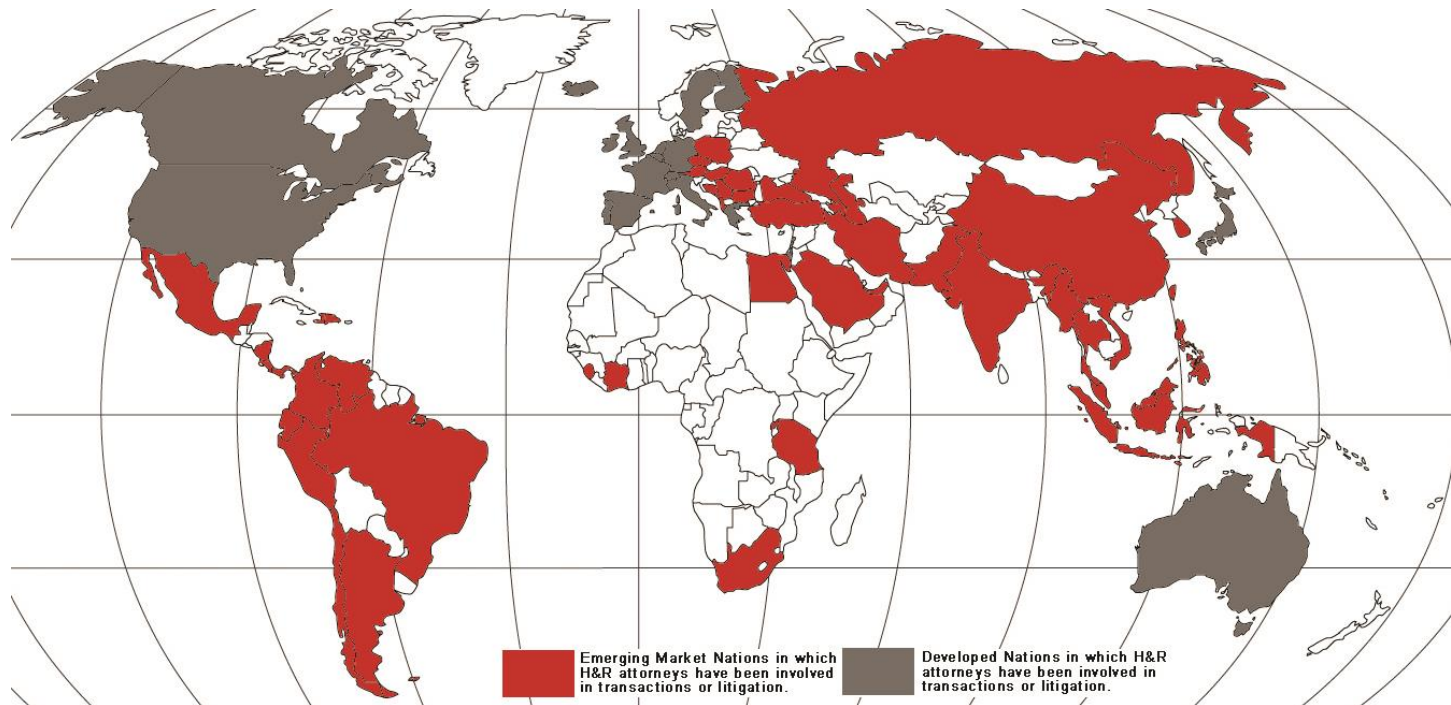 Emerging Market Nations in which
H&R attorneys have been involved
in transactions or litigation.
Developed Nations in which H&R
attorneys have been involved in
transactions or litigation.